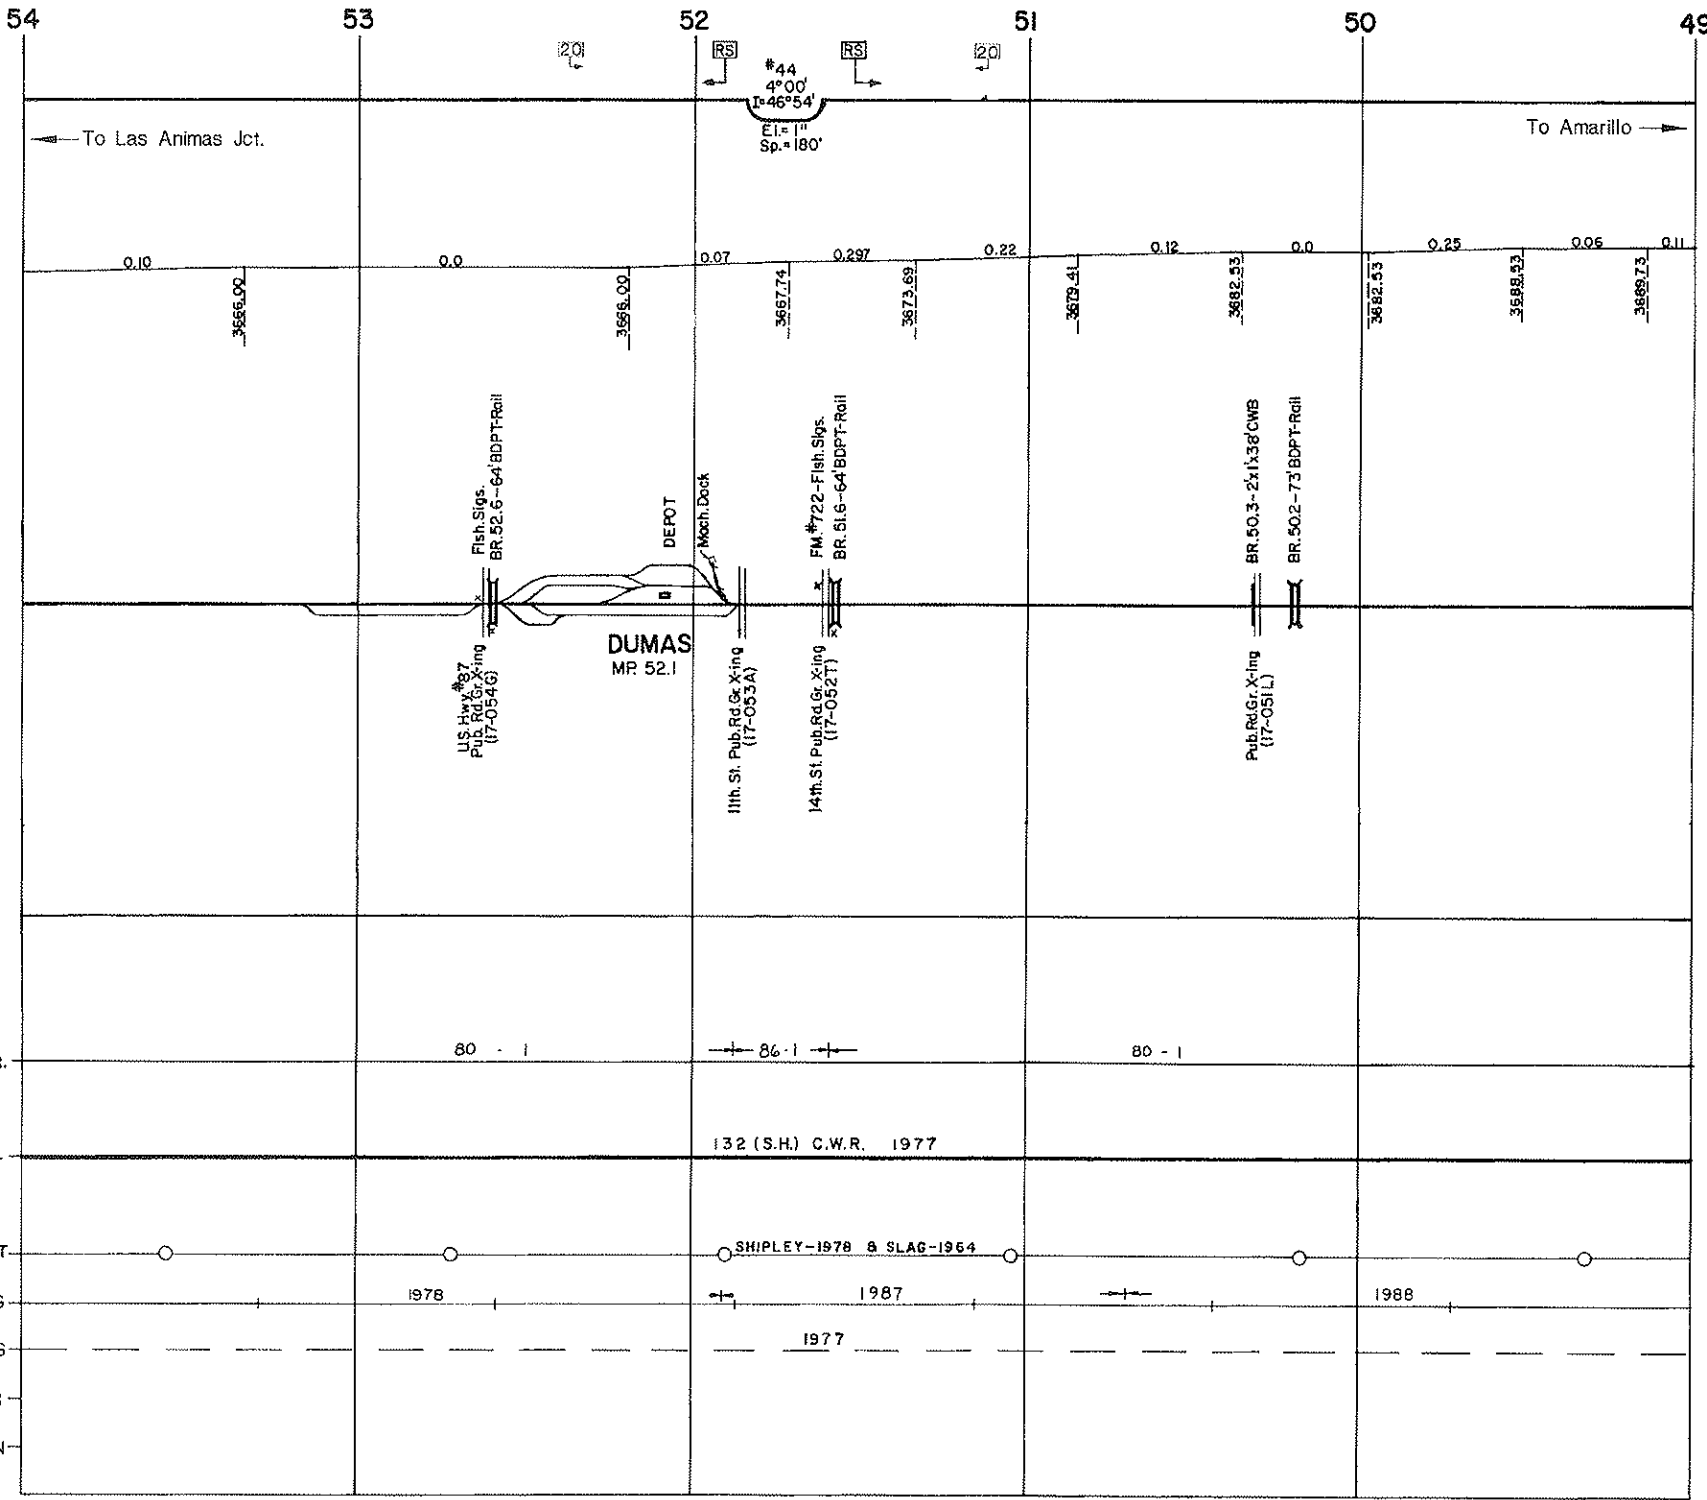 54 53 52 51 50 49
20 RS RS 20
#44
4°00'
I=46°54'
El.=1"
Sp.=180'
To Las Animas Jct.
To Amarillo
0.10 0.0 0.07 0.297 0.22 0.12 0.0 0.25 0.06 0.11
3666.00 3666.00 3667.74 3673.69 3679.41 3682.53 3682.53 3688.53 3689.73
Flsh.Sigs.
BR.52.6-64'BDPT-Rail
DEPOT
Mach.Dock
FM.#722-Flsh.Sigs.
BR.51.6-64'BDPT-Rail
BR.50.3-2'x1'x38'CWB
BR.50.2-73'BDPT-Rail
DUMAS
MP. 52.1
U.S.Hwy.#87
Pub.Rd.Gr.X-ing
(17-054G)
11th.St.Pub.Rd.Gr.X-ing
(17-053A)
14th.St.Pub.Rd.Gr.X-ing
(17-052T)
Pub.Rd.Gr.X-ing
(17-051L)
80 - 1 86-1 80 - 1
132 (S.H.) C.W.R. 1977
T
SHIPLEY-1978 & SLAG-1964
G
1978 1987 1988
S
1977
N